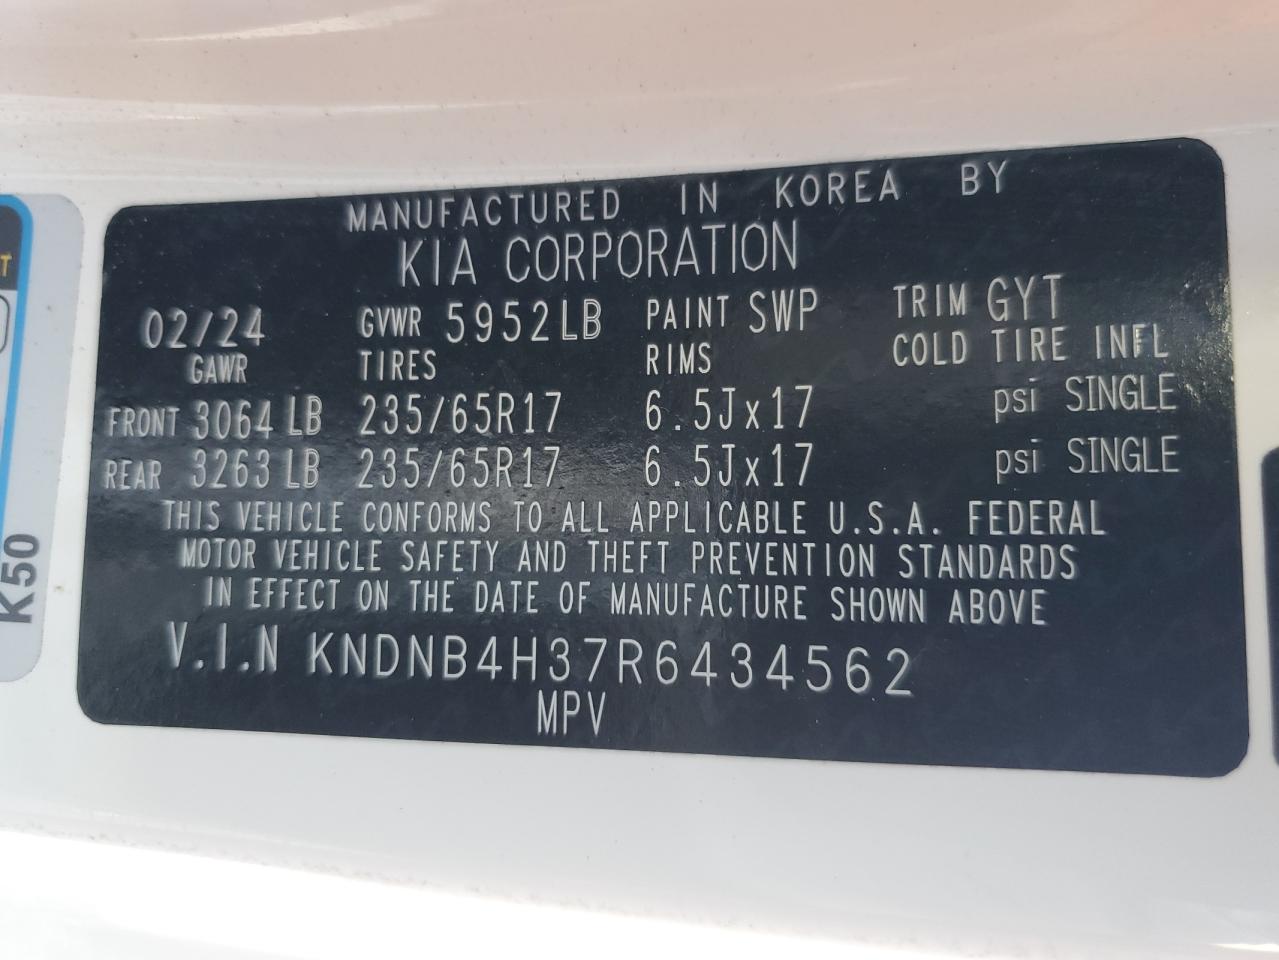 MANUFACTURED IN KOREA BY
KIA CORPORATION
02/24 GVWR 5952LB PAINT SWP TRIM GYT
GAWR TIRES RIMS COLD TIRE INFL
FRONT 3064 LB 235/65R17 6.5Jx17 psi SINGLE
REAR 3263 LB 235/65R17 6.5Jx17 psi SINGLE
THIS VEHICLE CONFORMS TO ALL APPLICABLE U.S.A. FEDERAL
MOTOR VEHICLE SAFETY AND THEFT PREVENTION STANDARDS
IN EFFECT ON THE DATE OF MANUFACTURE SHOWN ABOVE
V.I.N KNDNB4H37R6434562
MPV
K50